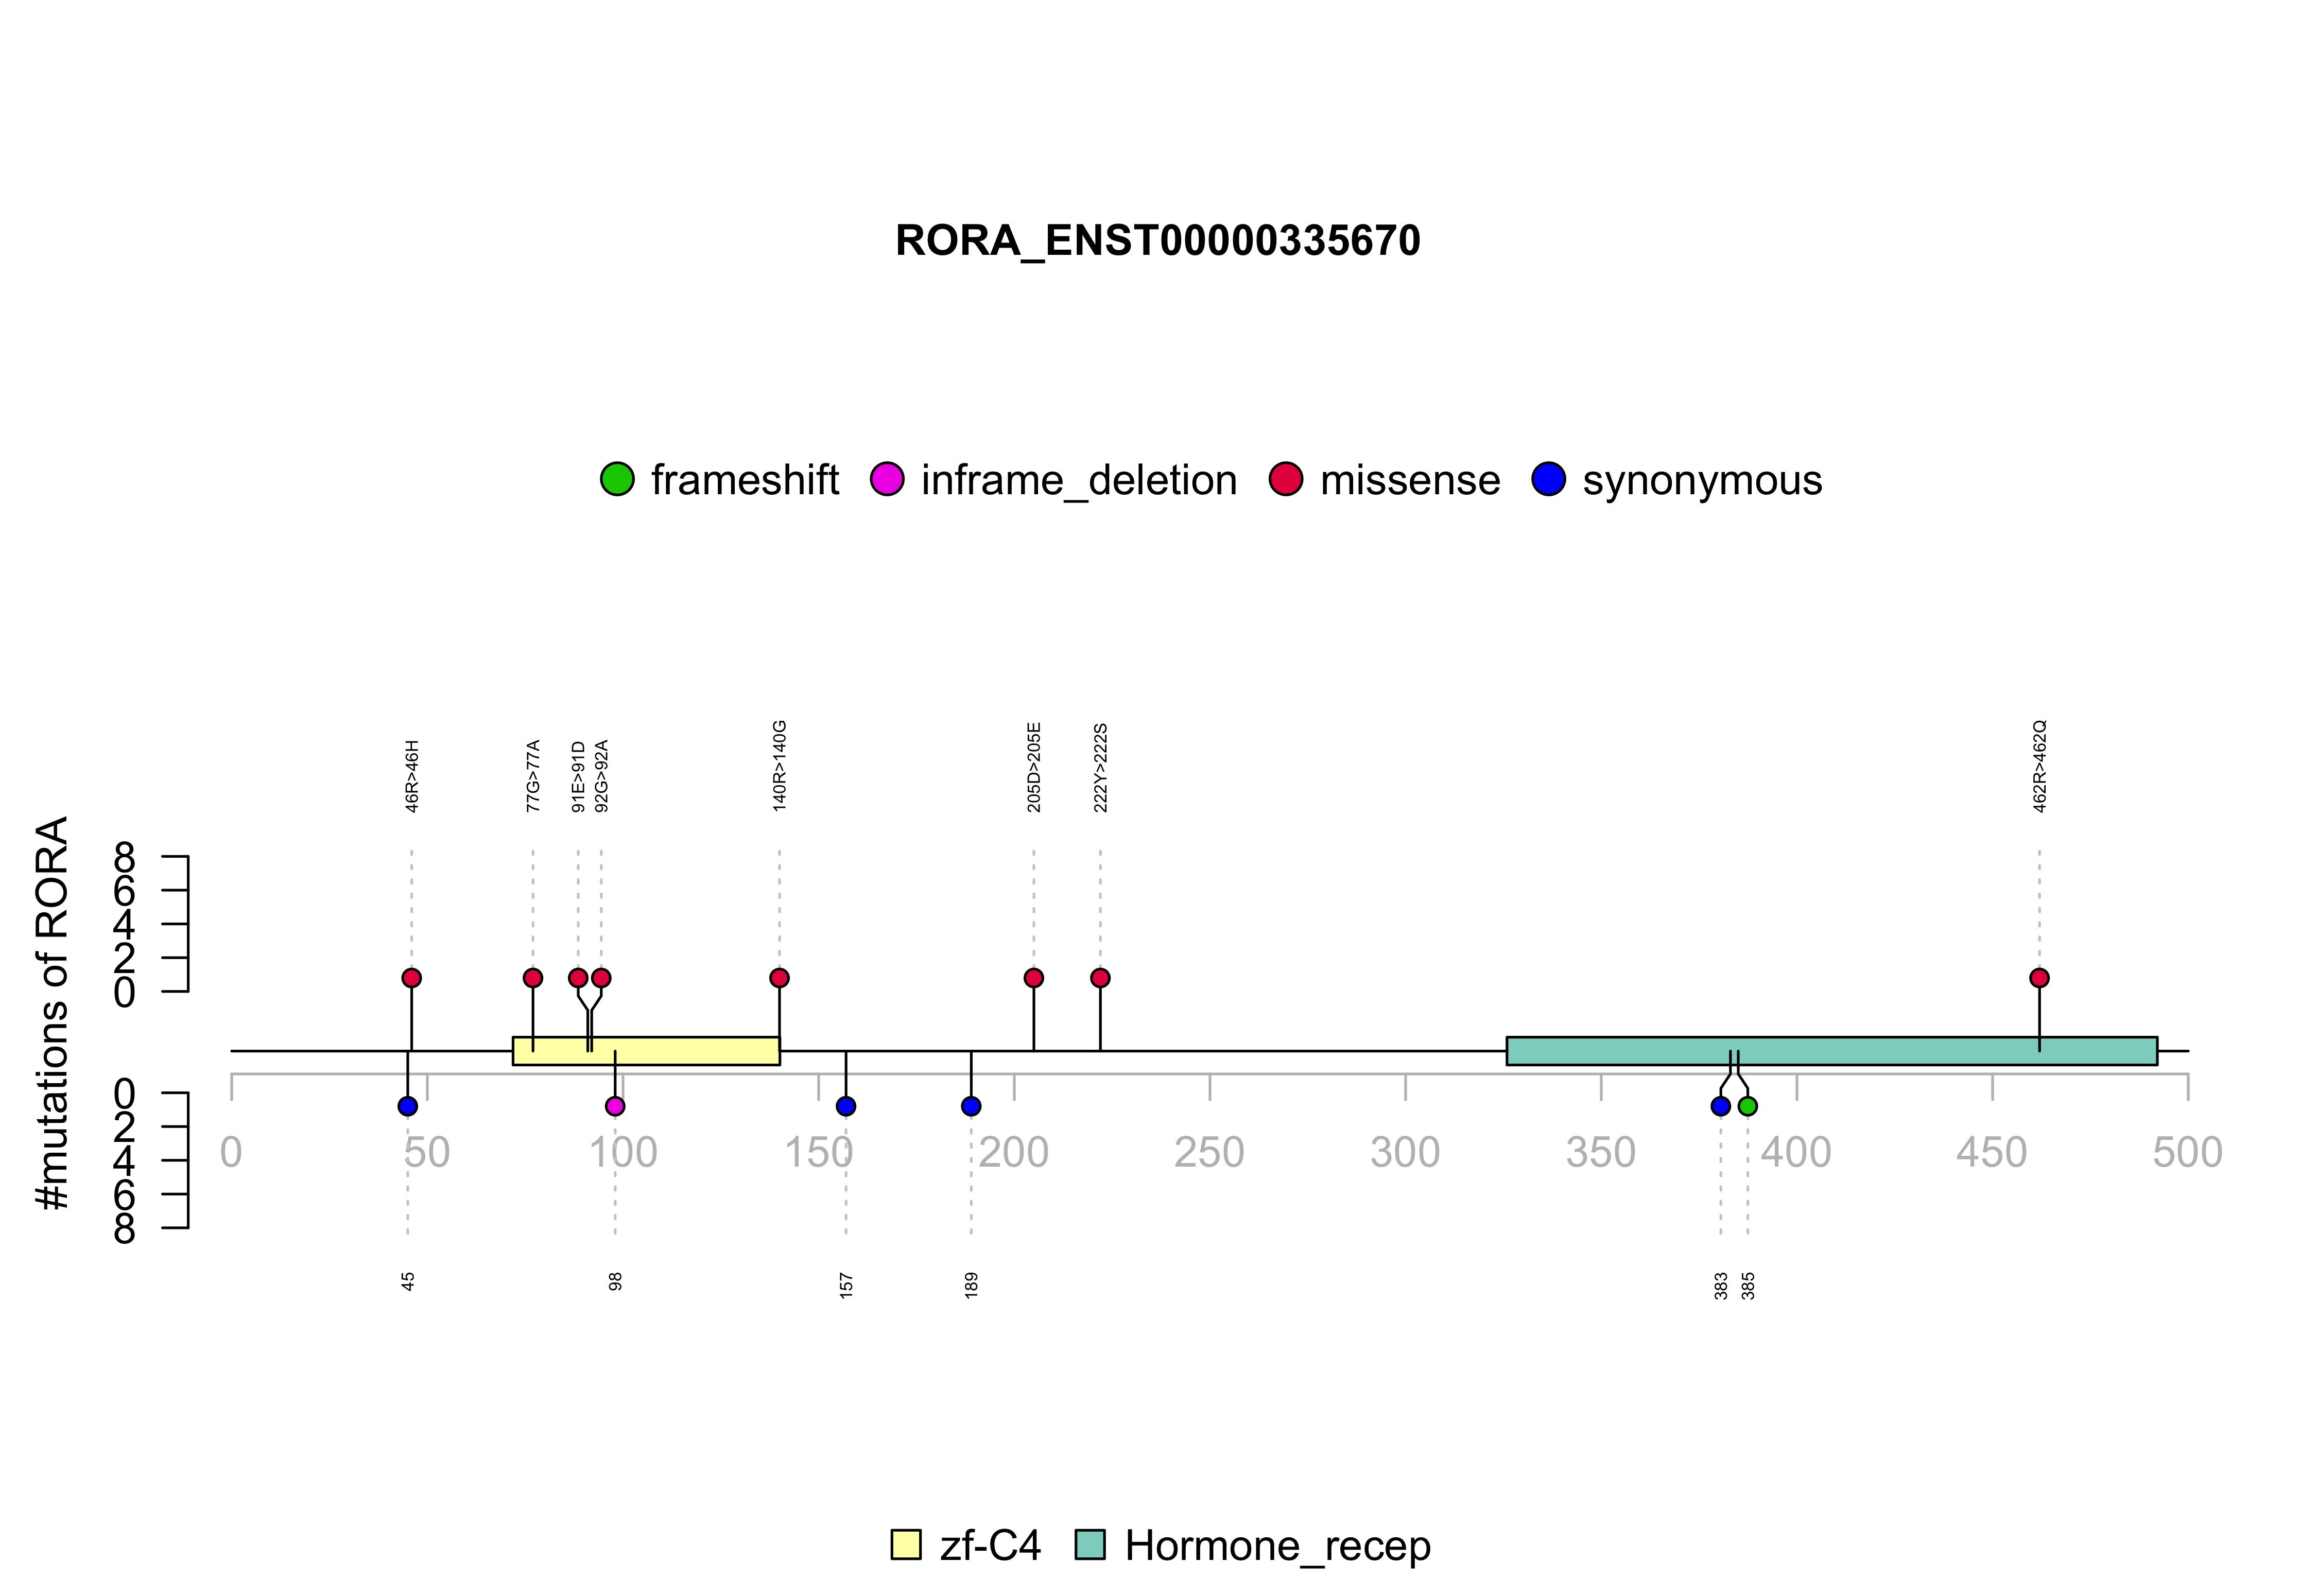 RORA_ENST00000335670
frameshift inframe_deletion missense synonymous
46R>46H 77G>77A 91E>91D 92G>92A 140R>140G 205D>205E 222Y>222S 462R>462Q
#mutations of RORA
8
6
4
2
0
0
2
4
6
8
0 50 100 150 200 250 300 350 400 450 500
45 98 157 189 383 385
zf-C4 Hormone_recep